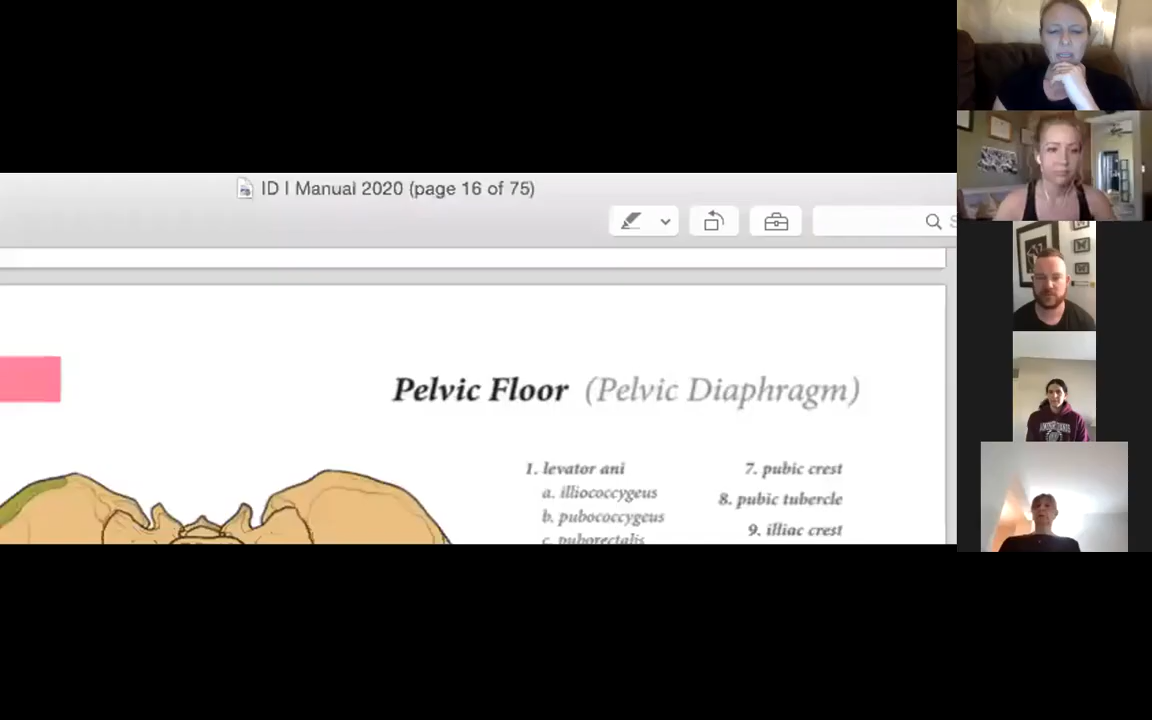 ID I Manual 2020 (page 16 of 75)
Pelvic Floor (Pelvic Diaphragm)
1. levator ani
a. illiococcygeus
b. pubococcygeus
c. puborectalis
7. pubic crest
8. pubic tubercle
9. illiac crest